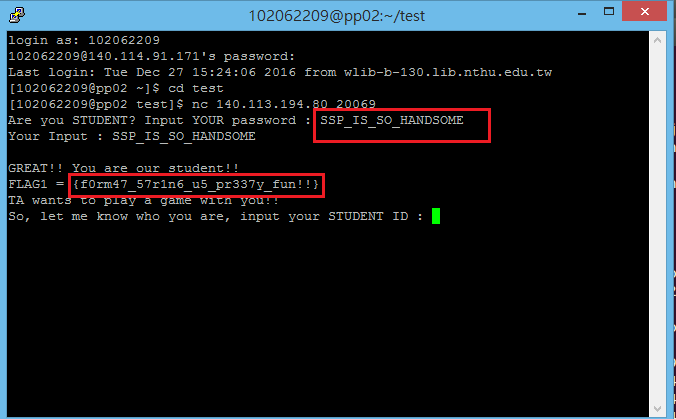 102062209@pp02:~/test
login as: 102062209
102062209@140.114.91.171's password:
Last login: Tue Dec 27 15:24:06 2016 from wlib-b-130.lib.nthu.edu.tw
[102062209@pp02 ~]$ cd test
[102062209@pp02 test]$ nc 140.113.194.80 20069
Are you STUDENT? Input YOUR password : SSP_IS_SO_HANDSOME
Your Input : SSP_IS_SO_HANDSOME
GREAT!! You are our student!!
FLAG1 = {f0rm47_57r1n6_u5_pr337y_fun!!}
TA wants to play a game with you!!
So, let me know who you are, input your STUDENT ID :